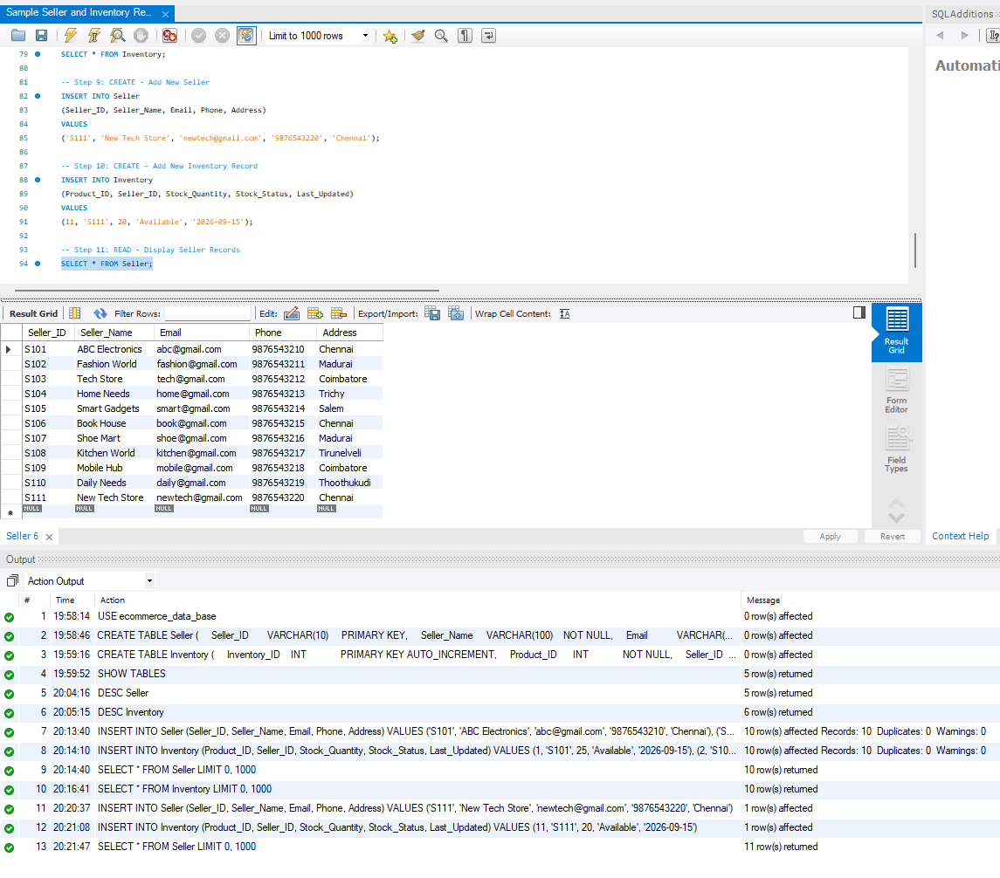 Sample Seller and Inventory Re...
SQLAdditions
Limit to 1000 rows
Automati
79 SELECT * FROM Inventory;
80
81 -- Step 9: CREATE - Add New Seller
82 INSERT INTO Seller
83 (Seller_ID, Seller_Name, Email, Phone, Address)
84 VALUES
85 ('S111', 'New Tech Store', 'newtech@gmail.com', '9876543220', 'Chennai');
86
87 -- Step 10: CREATE - Add New Inventory Record
88 INSERT INTO Inventory
89 (Product_ID, Seller_ID, Stock_Quantity, Stock_Status, Last_Updated)
90 VALUES
91 (11, 'S111', 20, 'Available', '2026-09-15');
92
93 -- Step 11: READ - Display Seller Records
94 SELECT * FROM Seller;
Result Grid Filter Rows: Edit: Export/Import: Wrap Cell Content:
Seller_ID Seller_Name Email Phone Address
S101 ABC Electronics abc@gmail.com 9876543210 Chennai
S102 Fashion World fashion@gmail.com 9876543211 Madurai
S103 Tech Store tech@gmail.com 9876543212 Coimbatore
S104 Home Needs home@gmail.com 9876543213 Trichy
S105 Smart Gadgets smart@gmail.com 9876543214 Salem
S106 Book House book@gmail.com 9876543215 Chennai
S107 Shoe Mart shoe@gmail.com 9876543216 Madurai
S108 Kitchen World kitchen@gmail.com 9876543217 Tirunelveli
S109 Mobile Hub mobile@gmail.com 9876543218 Coimbatore
S110 Daily Needs daily@gmail.com 9876543219 Thoothukudi
S111 New Tech Store newtech@gmail.com 9876543220 Chennai
NULL NULL NULL NULL NULL
Result
Grid
Form
Editor
Field
Types
Seller 6 Apply Revert Context Help
Output
Action Output
# Time Action Message
1 19:58:14 USE ecommerce_data_base 0 row(s) affected
2 19:58:46 CREATE TABLE Seller ( Seller_ID VARCHAR(10) PRIMARY KEY, Seller_Name VARCHAR(100) NOT NULL, Email VARCHAR(... 0 row(s) affected
3 19:59:16 CREATE TABLE Inventory ( Inventory_ID INT PRIMARY KEY AUTO_INCREMENT, Product_ID INT NOT NULL, Seller_ID ... 0 row(s) affected
4 19:59:52 SHOW TABLES 5 row(s) returned
5 20:04:16 DESC Seller 5 row(s) returned
6 20:05:15 DESC Inventory 6 row(s) returned
7 20:13:40 INSERT INTO Seller (Seller_ID, Seller_Name, Email, Phone, Address) VALUES ('S101', 'ABC Electronics', 'abc@gmail.com', '9876543210', 'Chennai'), ('S... 10 row(s) affected Records: 10 Duplicates: 0 Warnings: 0
8 20:14:10 INSERT INTO Inventory (Product_ID, Seller_ID, Stock_Quantity, Stock_Status, Last_Updated) VALUES (1, 'S101', 25, 'Available', '2026-09-15'), (2, 'S10... 10 row(s) affected Records: 10 Duplicates: 0 Warnings: 0
9 20:14:40 SELECT * FROM Seller LIMIT 0, 1000 10 row(s) returned
10 20:16:41 SELECT * FROM Inventory LIMIT 0, 1000 10 row(s) returned
11 20:20:37 INSERT INTO Seller (Seller_ID, Seller_Name, Email, Phone, Address) VALUES ('S111', 'New Tech Store', 'newtech@gmail.com', '9876543220', 'Chennai') 1 row(s) affected
12 20:21:08 INSERT INTO Inventory (Product_ID, Seller_ID, Stock_Quantity, Stock_Status, Last_Updated) VALUES (11, 'S111', 20, 'Available', '2026-09-15') 1 row(s) affected
13 20:21:47 SELECT * FROM Seller LIMIT 0, 1000 11 row(s) returned